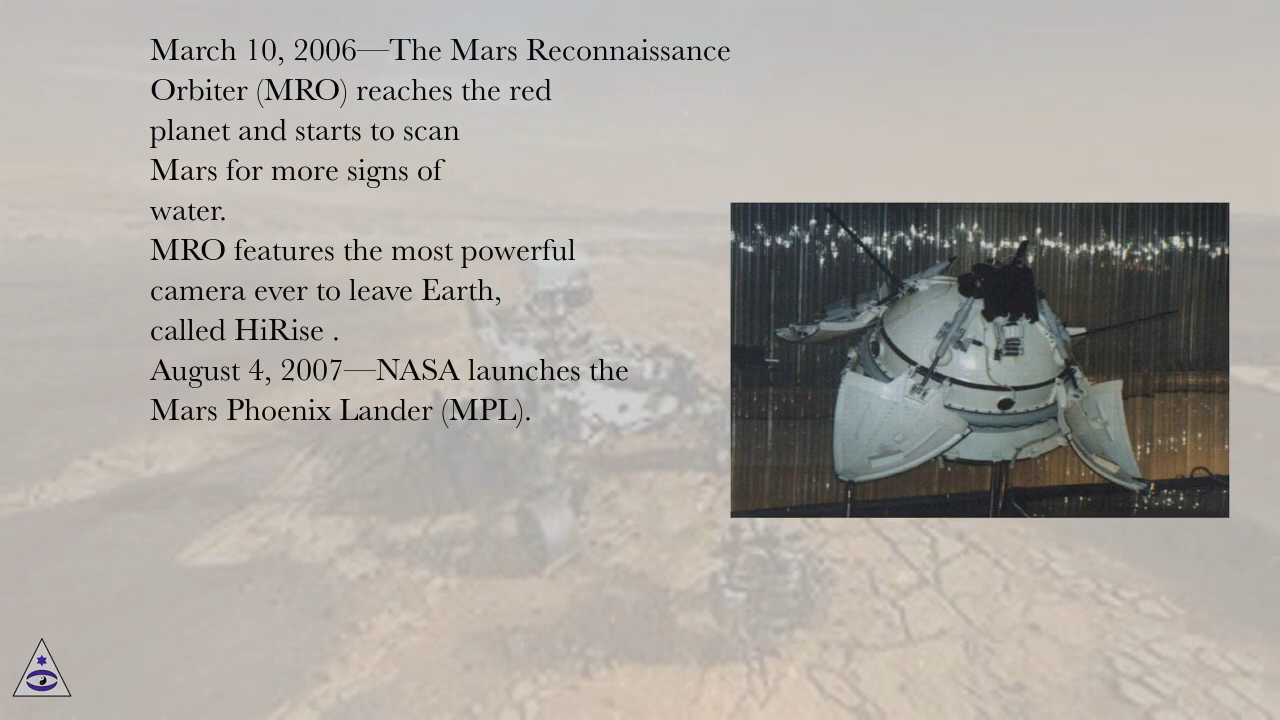 March 10, 2006—The Mars Reconnaissance
Orbiter (MRO) reaches the red
planet and starts to scan
Mars for more signs of
water.
MRO features the most powerful
camera ever to leave Earth,
called HiRise .
August 4, 2007—NASA launches the
Mars Phoenix Lander (MPL).